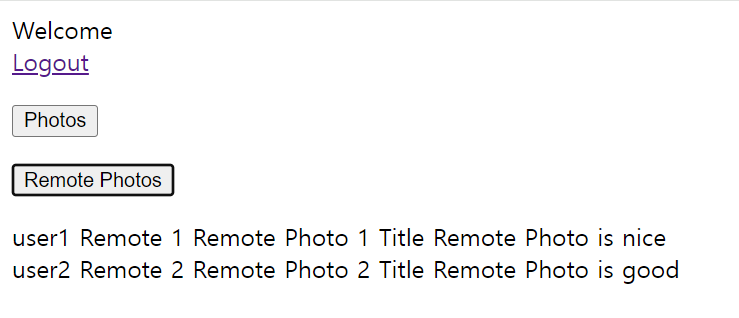 Welcome
Logout
Photos
Remote Photos
user1 Remote 1 Remote Photo 1 Title Remote Photo is nice
user2 Remote 2 Remote Photo 2 Title Remote Photo is good